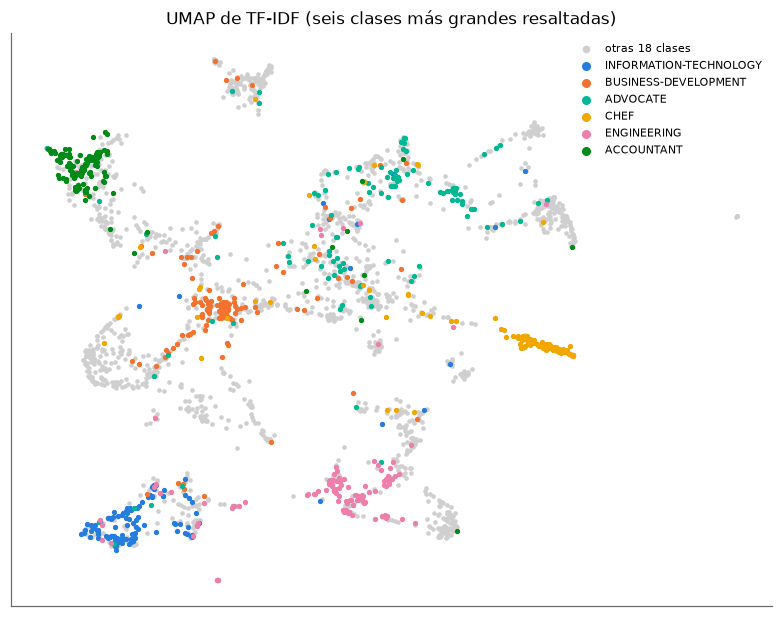 UMAP de TF-IDF (seis clases más grandes resaltadas)
otras 18 clases
INFORMATION-TECHNOLOGY
BUSINESS-DEVELOPMENT
ADVOCATE
CHEF
ENGINEERING
ACCOUNTANT